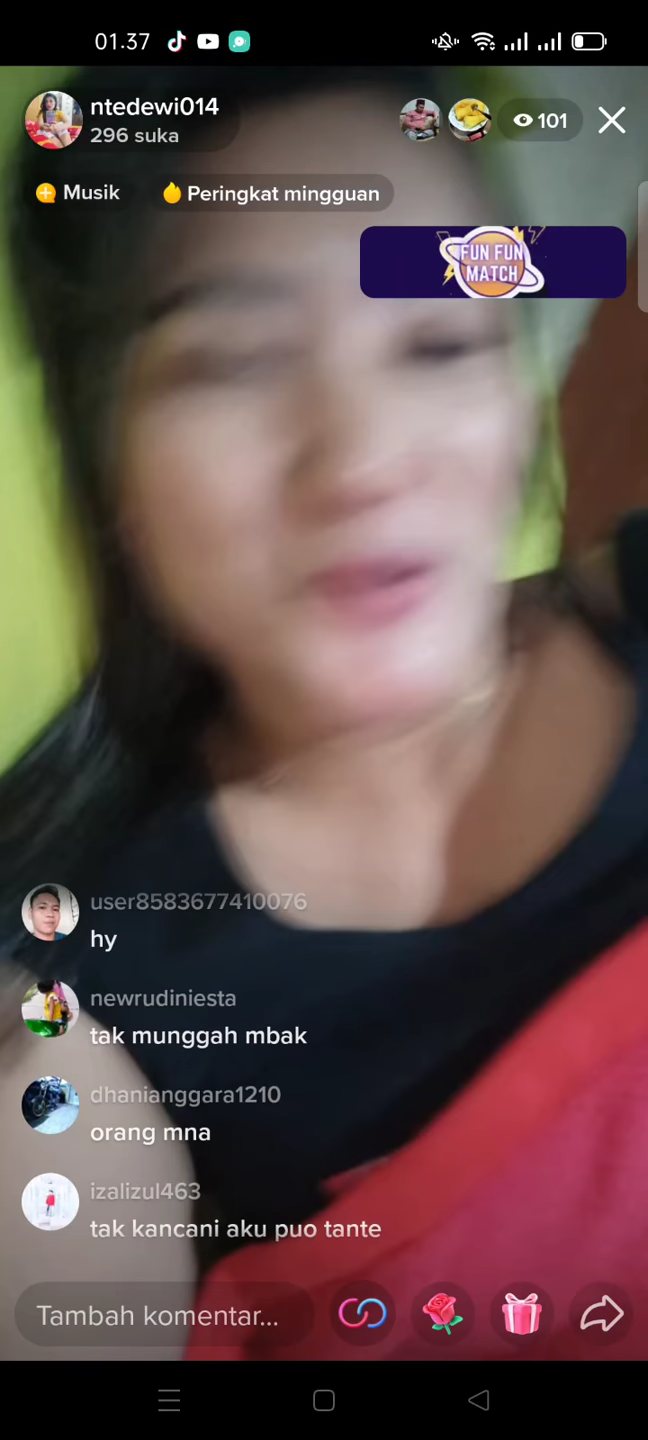 01.37
ntedewi014
296 suka
101
Musik
Peringkat mingguan
FUN FUN
MATCH
user8583677410076
hy
newrudiniesta
tak munggah mbak
dhanianggara1210
orang mna
izalizul463
tak kancani aku puo tante
Tambah komentar...